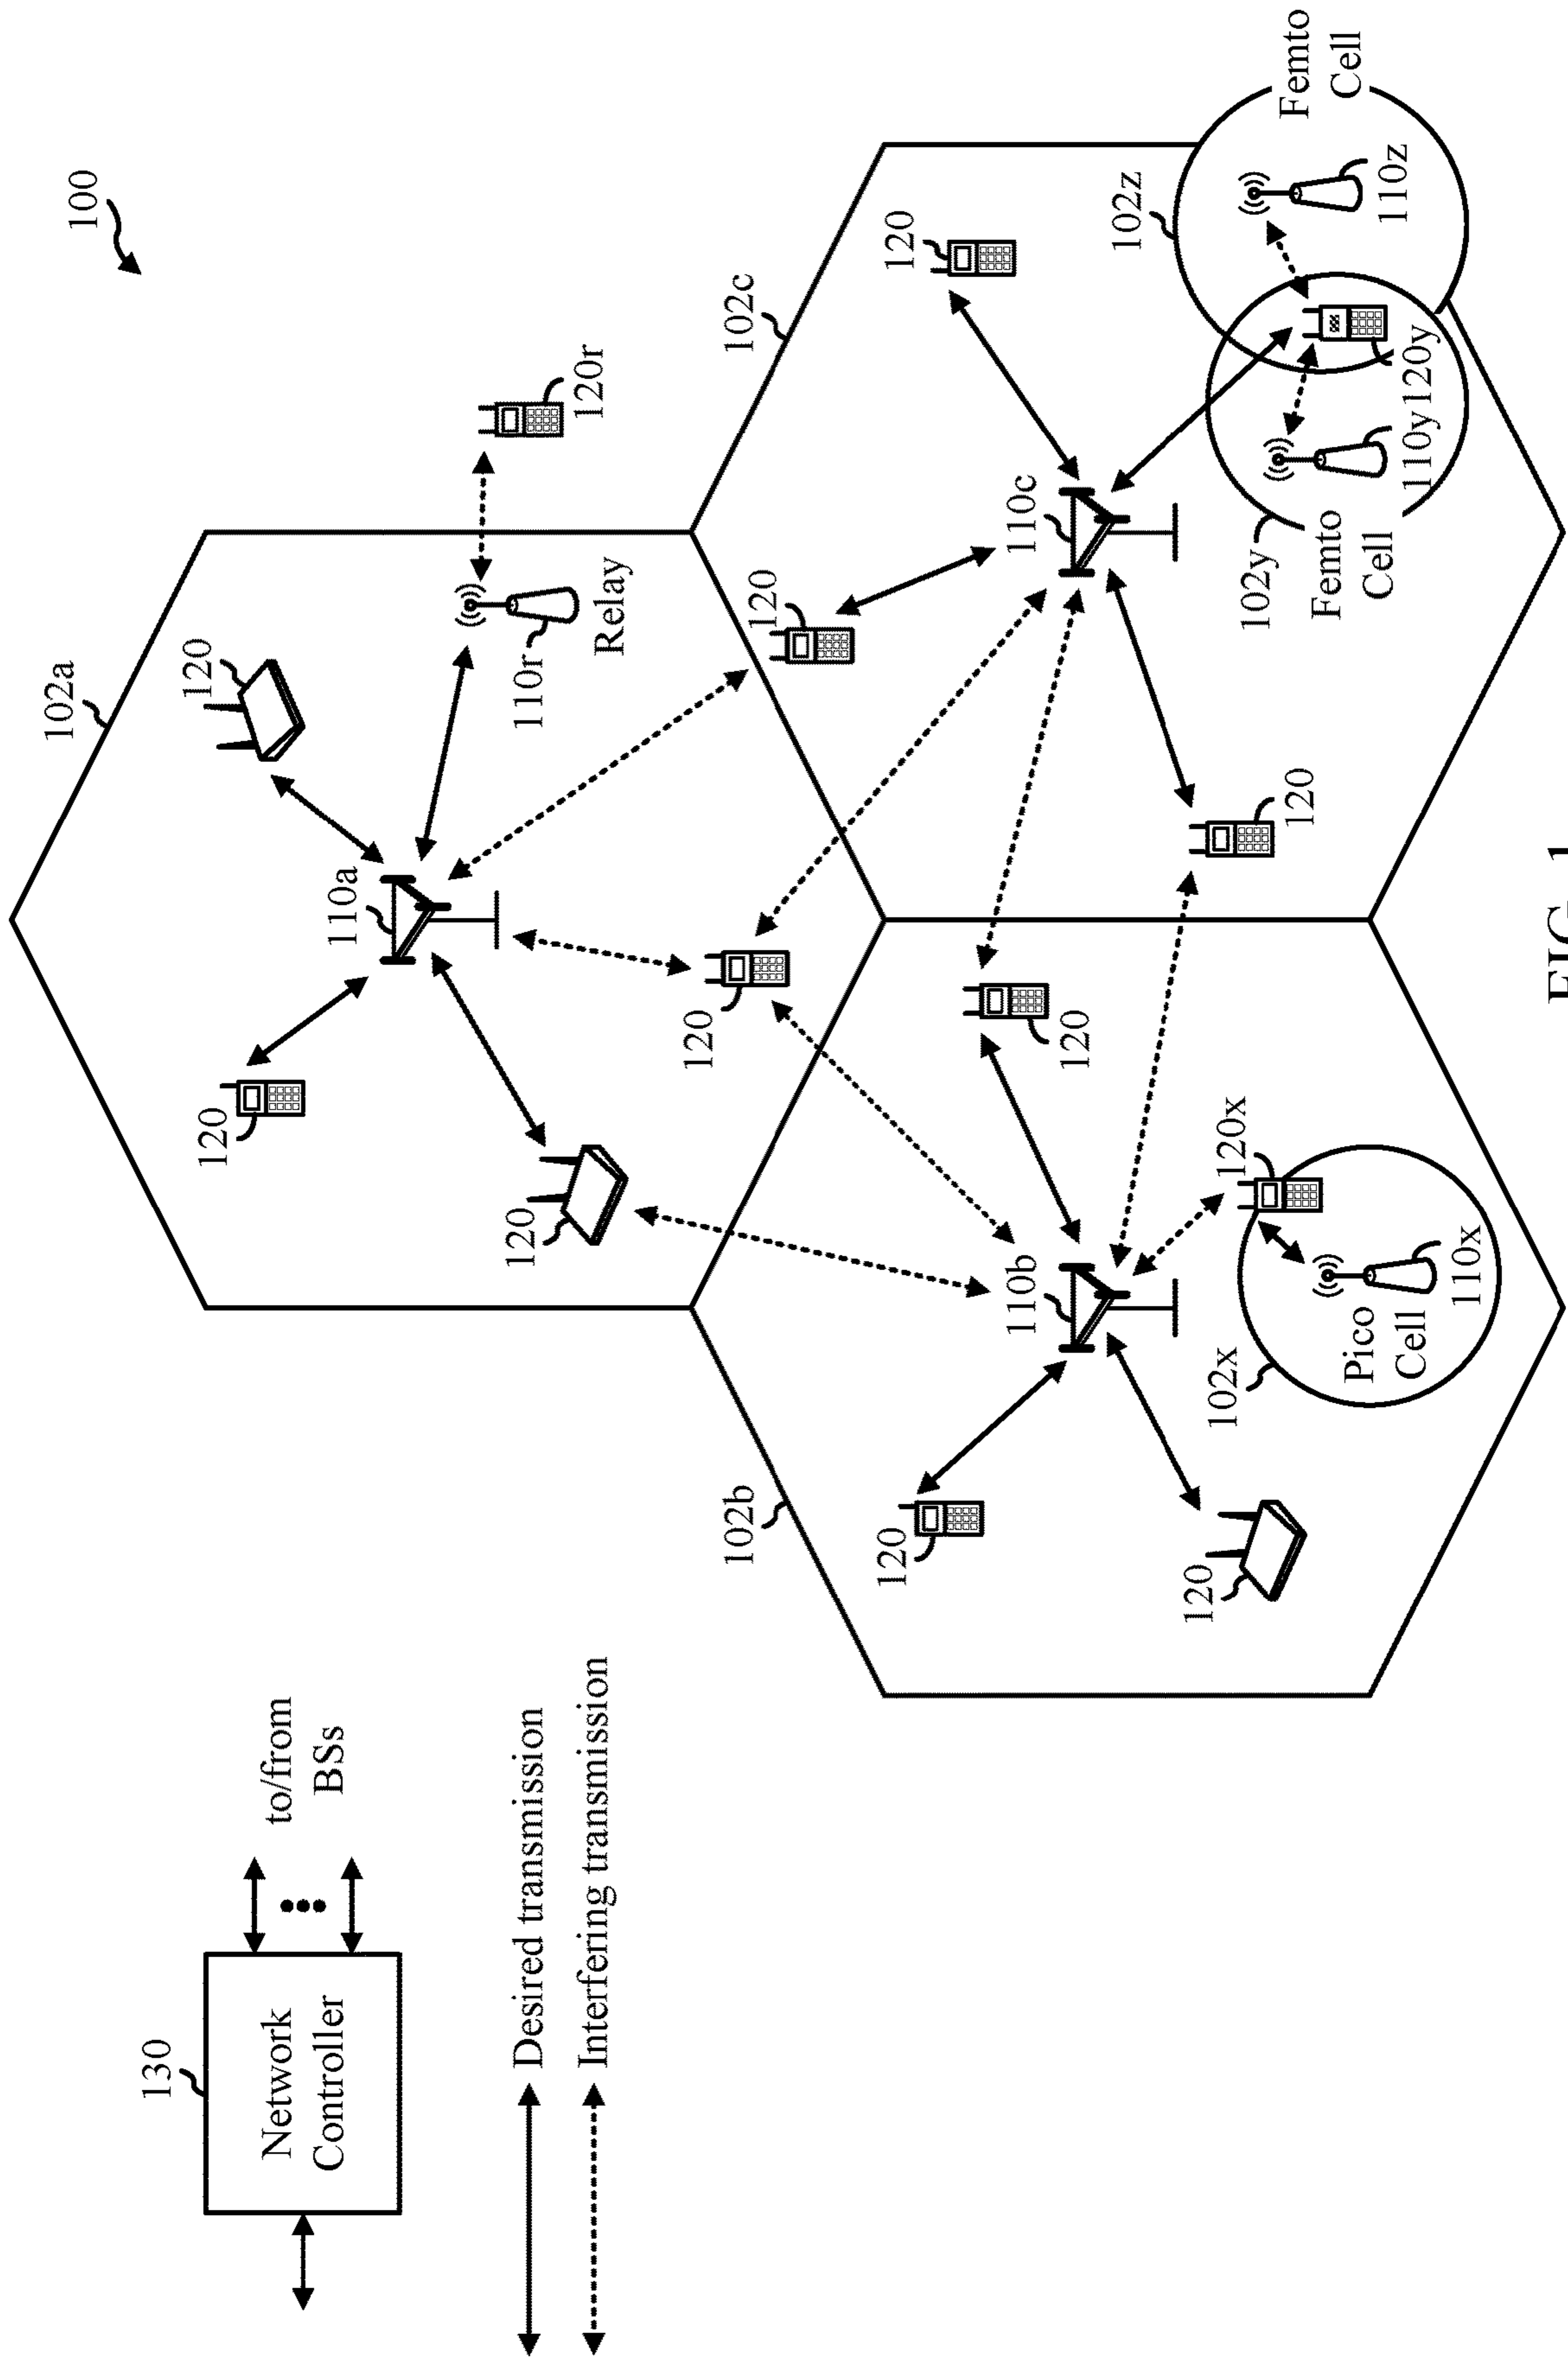 100
130
Network
Controller
to/from
BSs
Desired transmission
Interfering transmission
102a
120
120
110a
120
110r
Relay
120r
120
120
120
102b
102c
120
110b
120
110c
120
120
120
102x
Pico
Cell
110x
120x
102y
Femto
Cell
110y
120y
102z
110z
Femto
Cell
FIG. 1